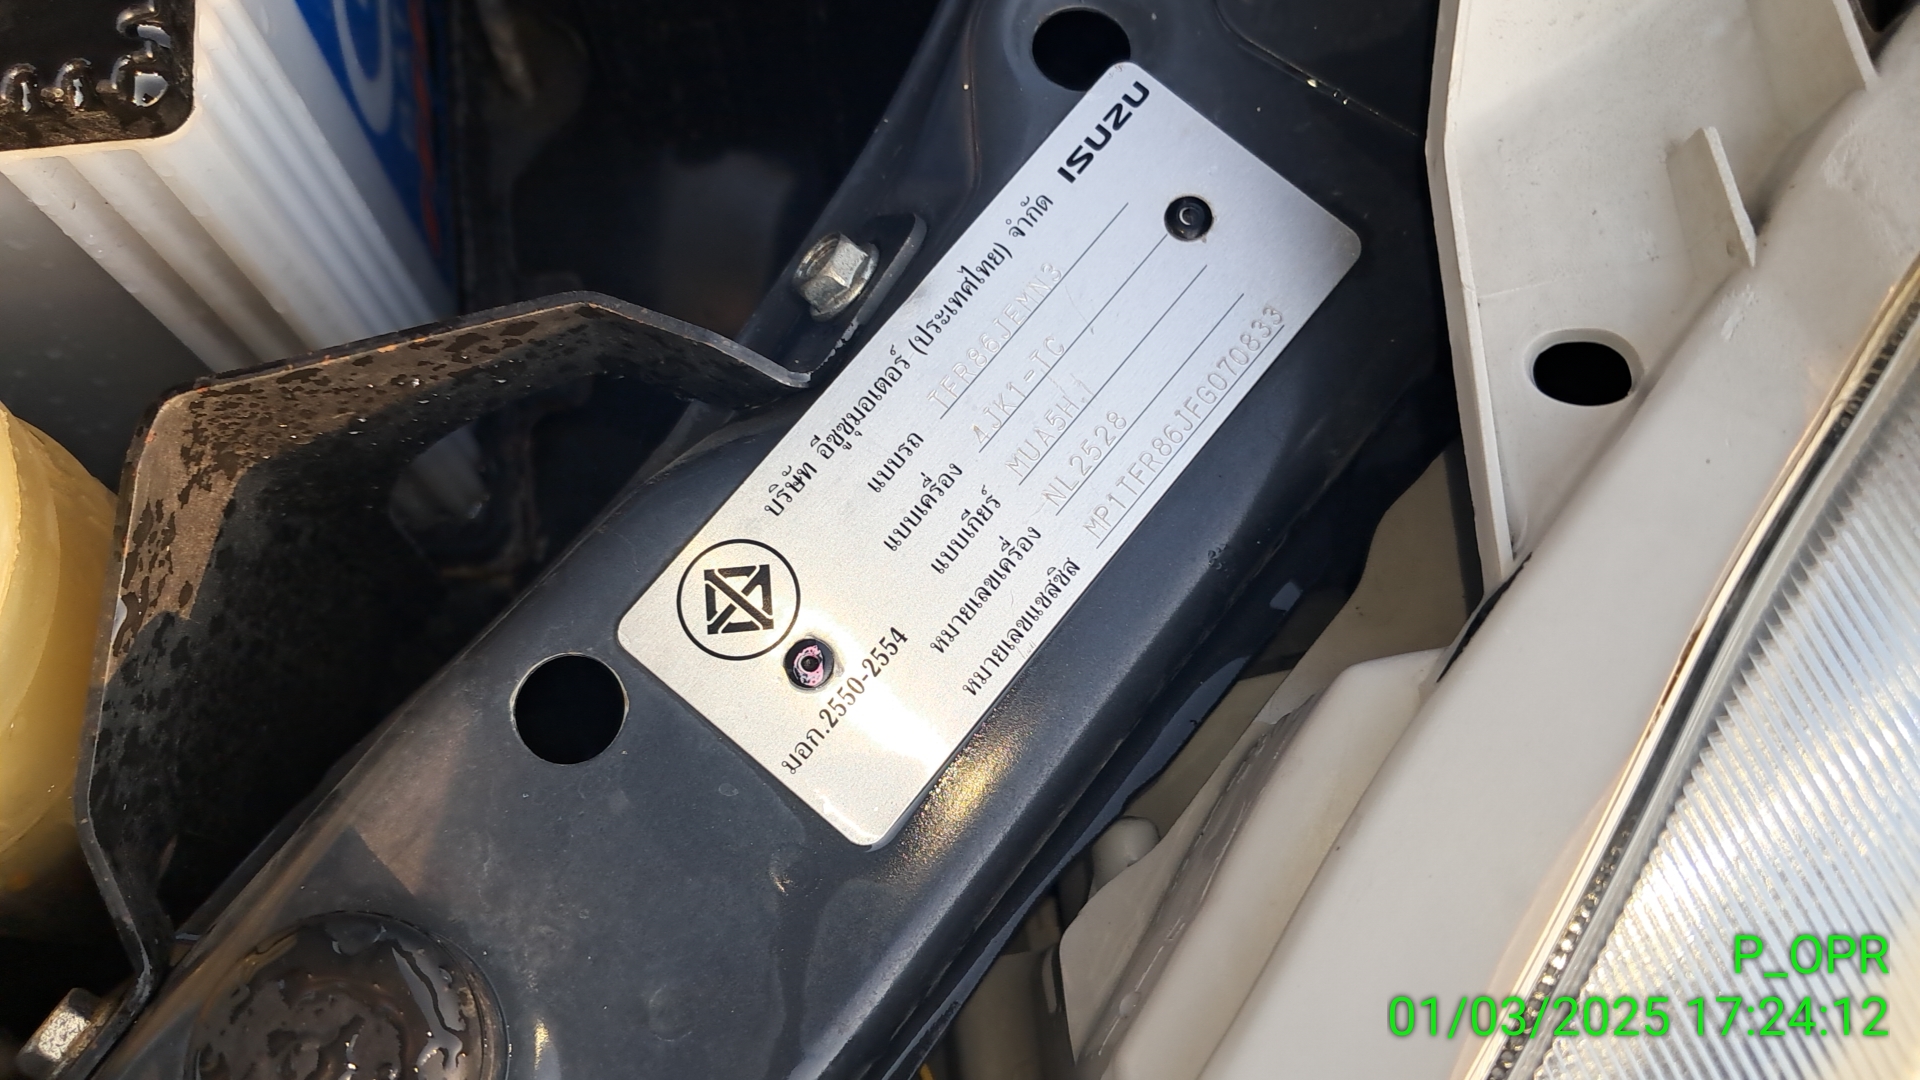 บริษัท อีซูซุมอเตอร์ (ประเทศไทย) จำกัด ISUZU
แบบรถ TFR86JEMN3
แบบเครื่อง 4JK1-TC
แบบเกียร์ MUA5H.1
หมายเลขเครื่อง NL2528
หมายเลขแชสซิส MP1TFR86JFG070833
มอก.2550-2554
P_OPR
01/03/2025 17:24:12